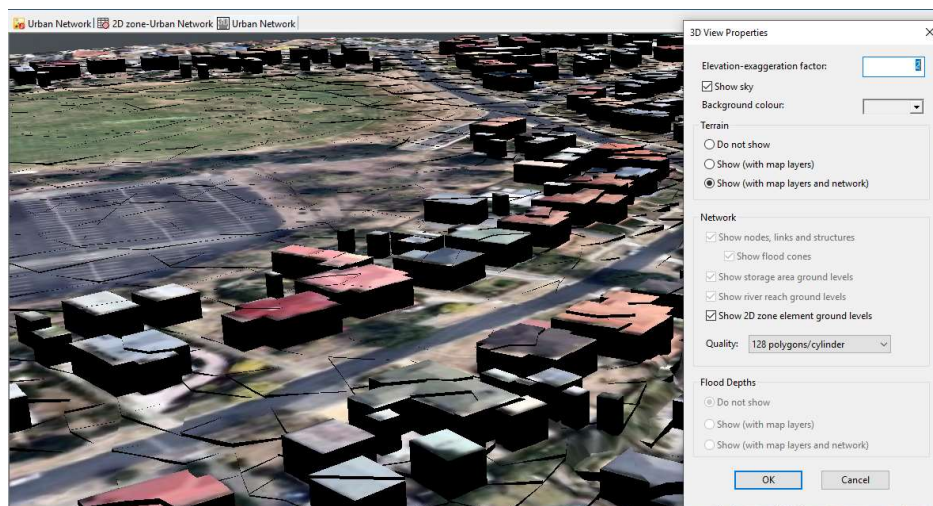 Urban Network 2D zone-Urban Network Urban Network
3D View Properties
Elevation-exaggeration factor: 2
Show sky
Background colour:
Terrain
Do not show
Show (with map layers)
Show (with map layers and network)
Network
Show nodes, links and structures
Show flood cones
Show storage area ground levels
Show river reach ground levels
Show 2D zone element ground levels
Quality: 128 polygons/cylinder
Flood Depths
Do not show
Show (with map layers)
Show (with map layers and network)
OK Cancel